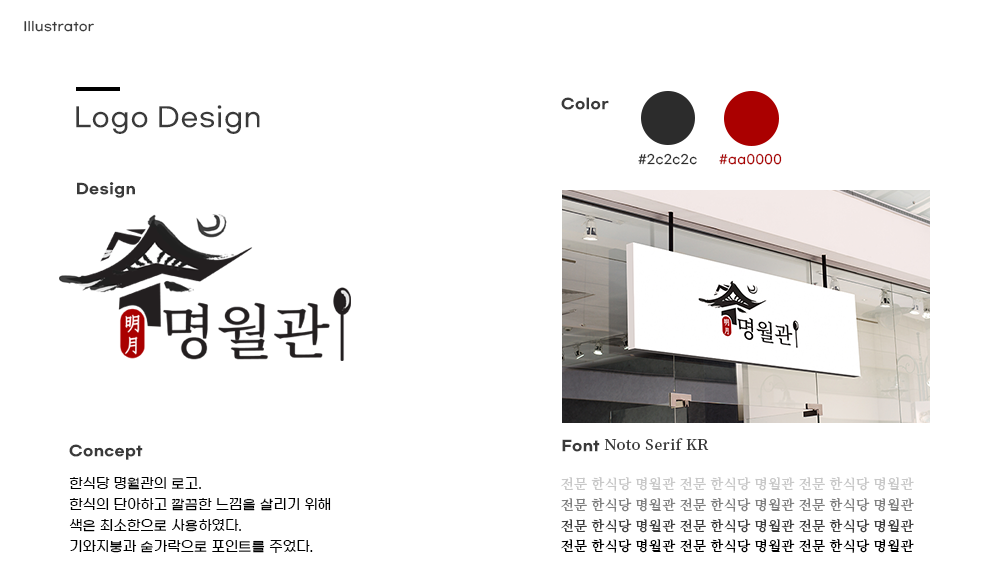 Illustrator
Logo Design
Design
明月
명월관
Concept
한식당 명월관의 로고.
한식의 단아하고 깔끔한 느낌을 살리기 위해
색은 최소한으로 사용하였다.
기와지붕과 숟가락으로 포인트를 주었다.
Color
#2c2c2c
#aa0000
明月
명월관
Font Noto Serif KR
전문 한식당 명월관 전문 한식당 명월관 전문 한식당 명월관
전문 한식당 명월관 전문 한식당 명월관 전문 한식당 명월관
전문 한식당 명월관 전문 한식당 명월관 전문 한식당 명월관
전문 한식당 명월관 전문 한식당 명월관 전문 한식당 명월관